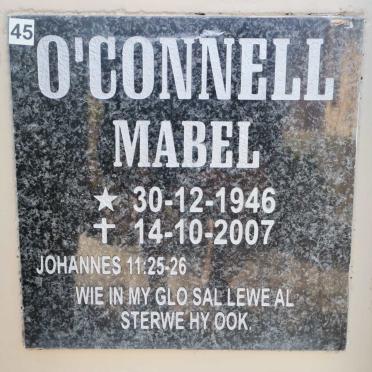 45
O'CONNELL
MABEL
★ 30-12-1946
✝ 14-10-2007
JOHANNES 11:25-26
WIE IN MY GLO SAL LEWE AL
STERWE HY OOK.